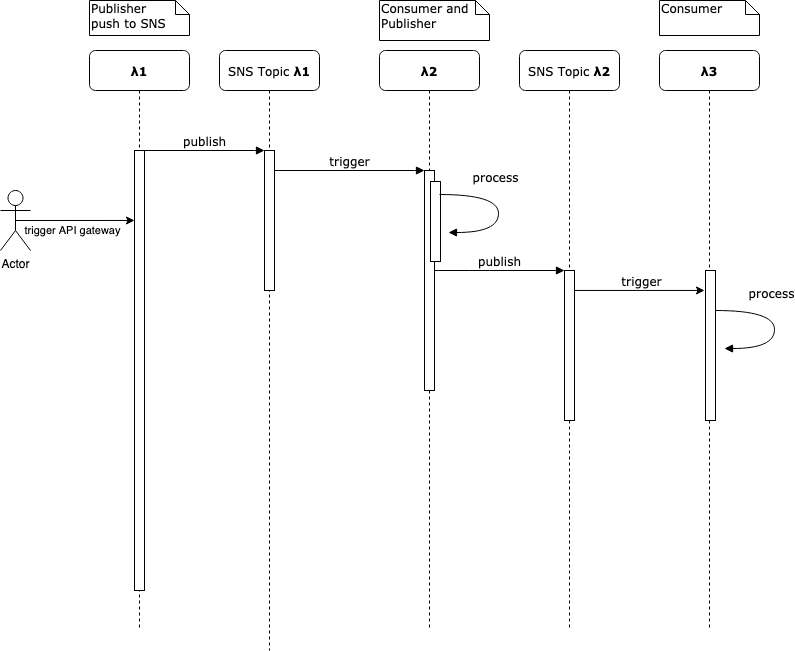 Publisher
push to SNS
Consumer and
Publisher
Consumer
λ1
SNS Topic λ1
λ2
SNS Topic λ2
λ3
publish
trigger
process
trigger API gateway
Actor
publish
trigger
process